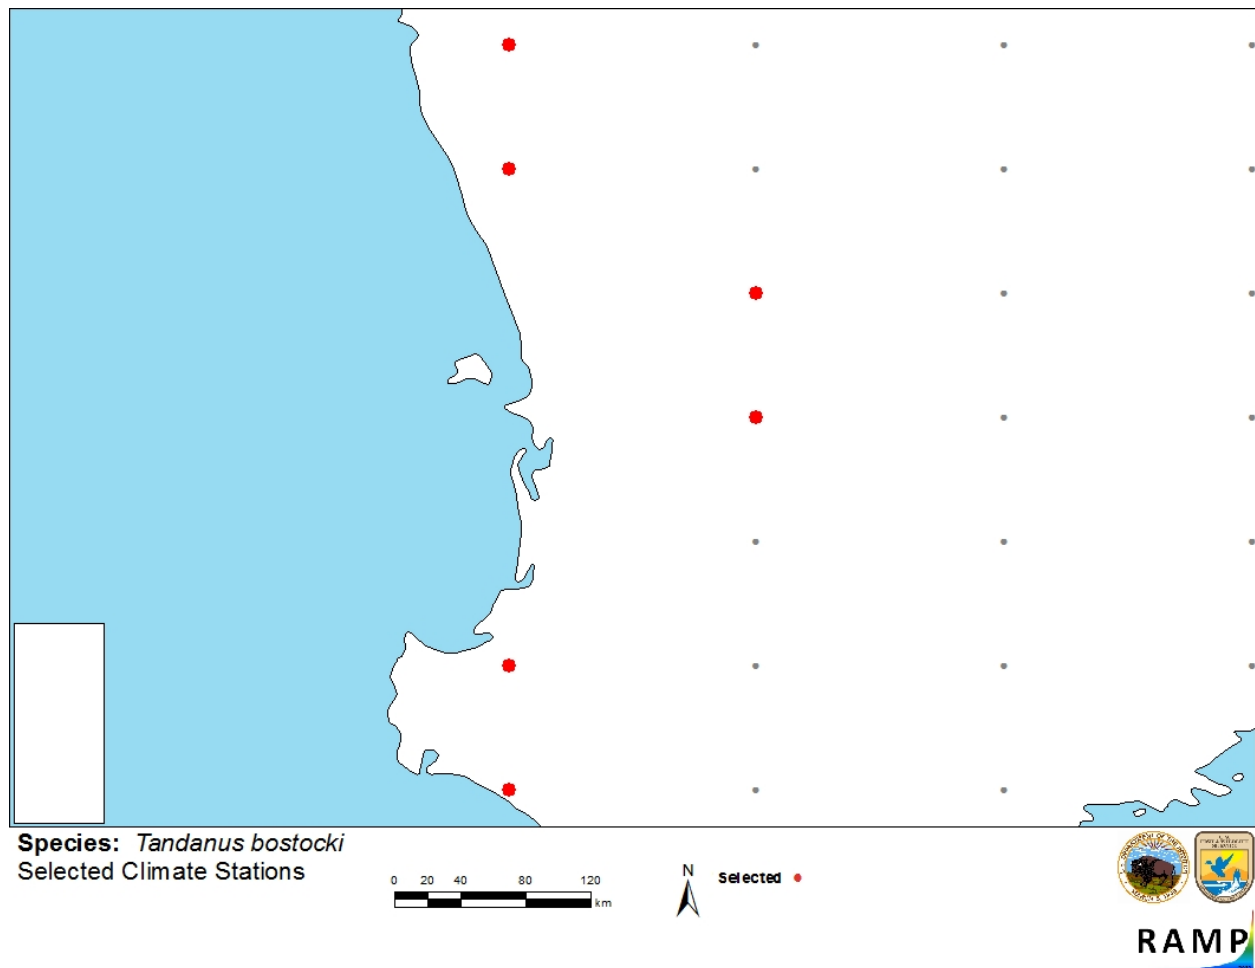 Species: Tandanus bostocki
Selected Climate Stations
0 20 40 80 120
km
N
Selected
RAMP